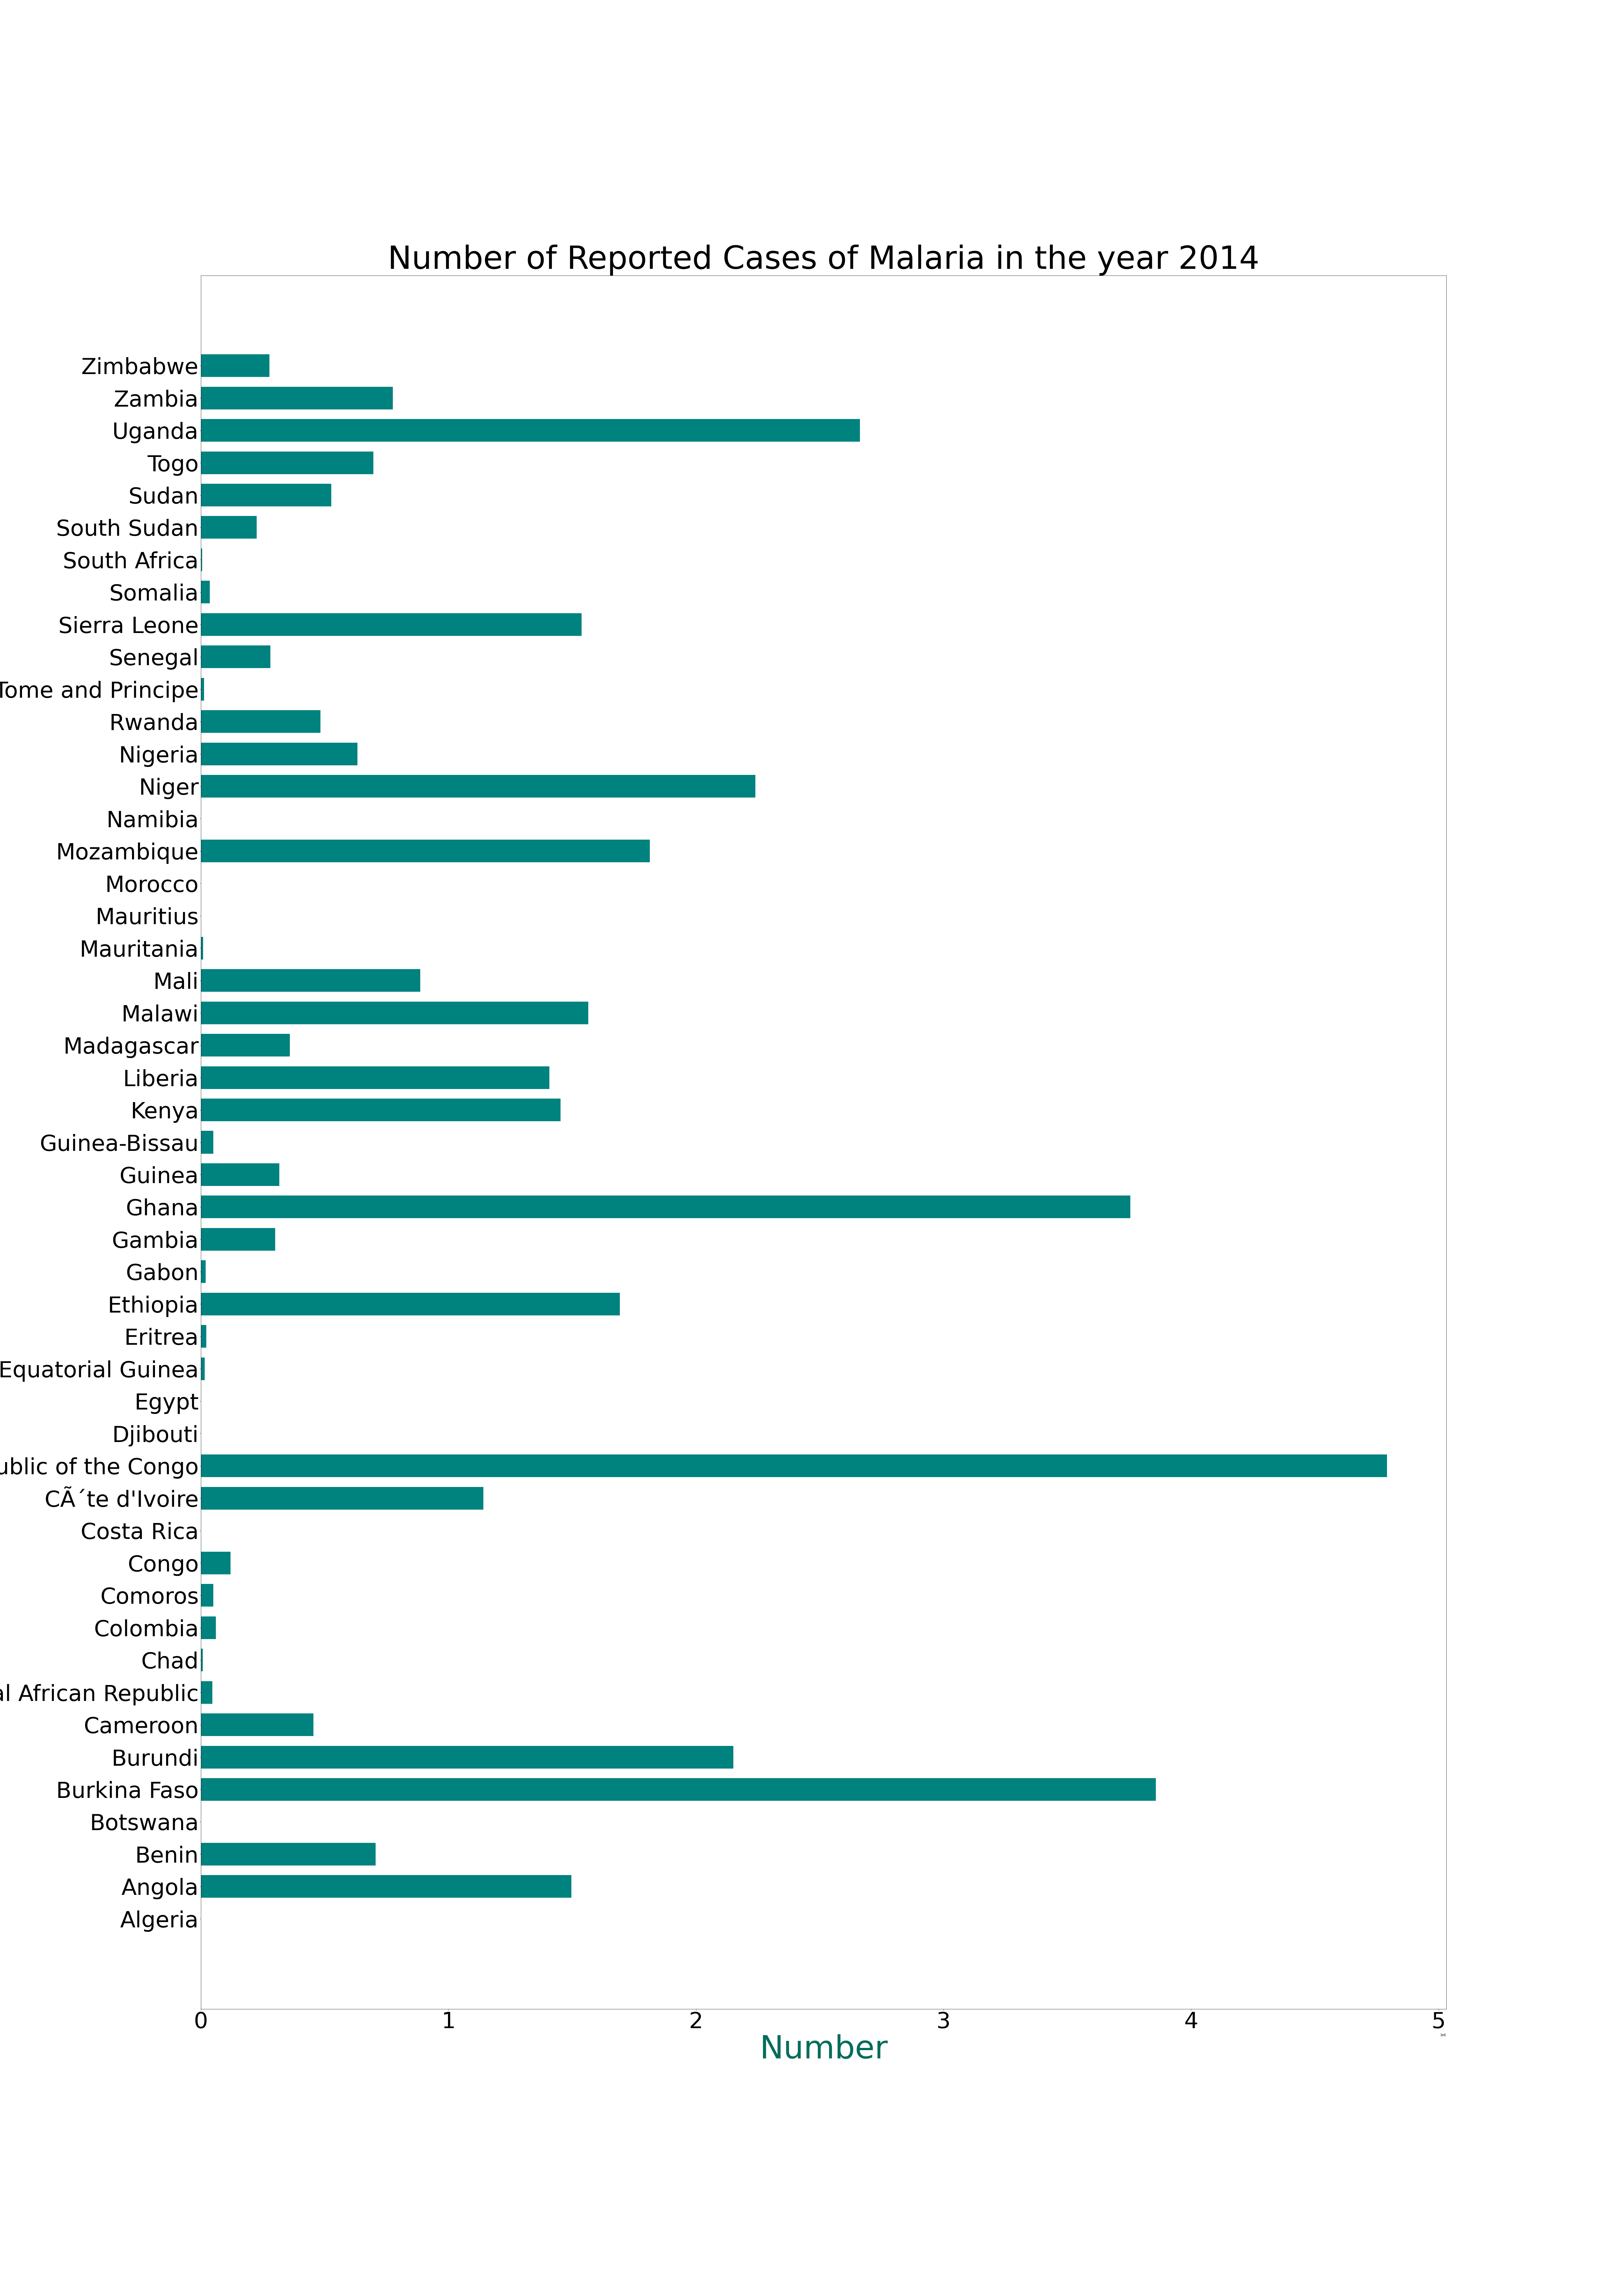 Number of Reported Cases of Malaria in the year 2014
Zimbabwe
Zambia
Uganda
Togo
Sudan
South Sudan
South Africa
Somalia
Sierra Leone
Senegal
Tome and Principe
Rwanda
Nigeria
Niger
Namibia
Mozambique
Morocco
Mauritius
Mauritania
Mali
Malawi
Madagascar
Liberia
Kenya
Guinea-Bissau
Guinea
Ghana
Gambia
Gabon
Ethiopia
Eritrea
Equatorial Guinea
Egypt
Djibouti
ublic of the Congo
CÃ´te d'Ivoire
Costa Rica
Congo
Comoros
Colombia
Chad
al African Republic
Cameroon
Burundi
Burkina Faso
Botswana
Benin
Angola
Algeria
0 1 2 3 4 5
Number